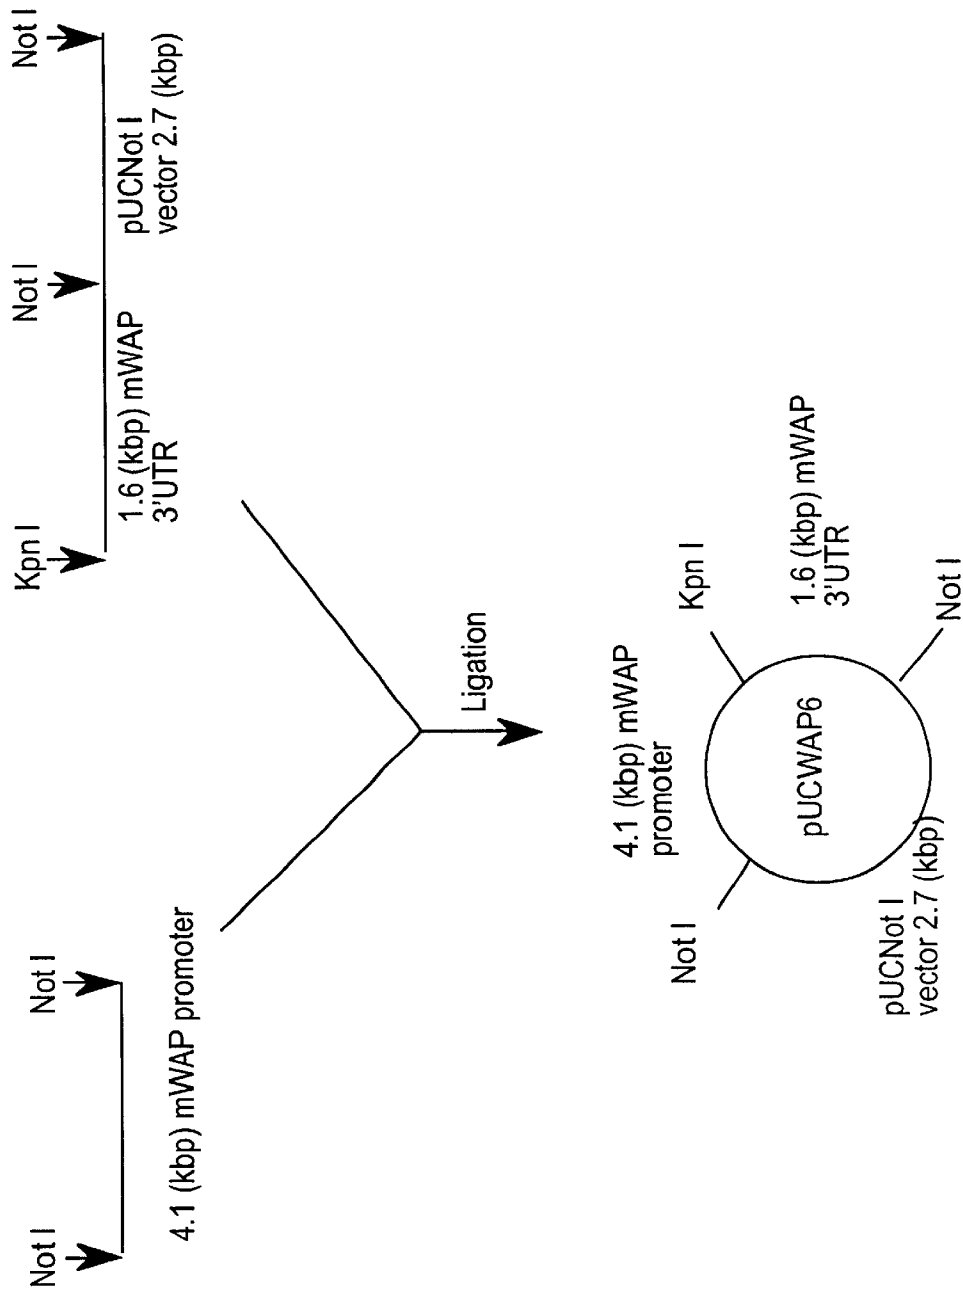 Not I
Not I
4.1 (kbp) mWAP promoter
Kpn I
Not I
Not I
1.6 (kbp) mWAP
3'UTR
pUCNot I
vector 2.7 (kbp)
Ligation
4.1 (kbp) mWAP
promoter
Not I
Kpn I
pUCWAP6
1.6 (kbp) mWAP
3'UTR
pUCNot I
vector 2.7 (kbp)
Not I